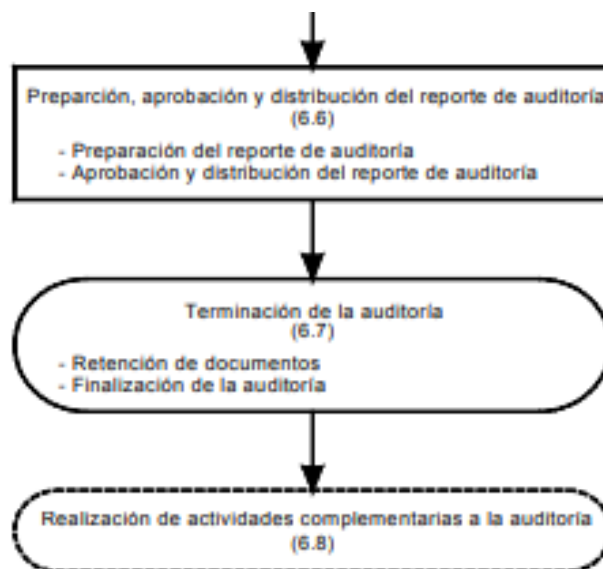 Preparción, aprobación y distribución del reporte de auditoría
(6.6)
- Preparación del reporte de auditoría
- Aprobación y distribución del reporte de auditoría
Terminación de la auditoría
(6.7)
- Retención de documentos
- Finalización de la auditoría
Realización de actividades complementarias a la auditoría
(6.8)